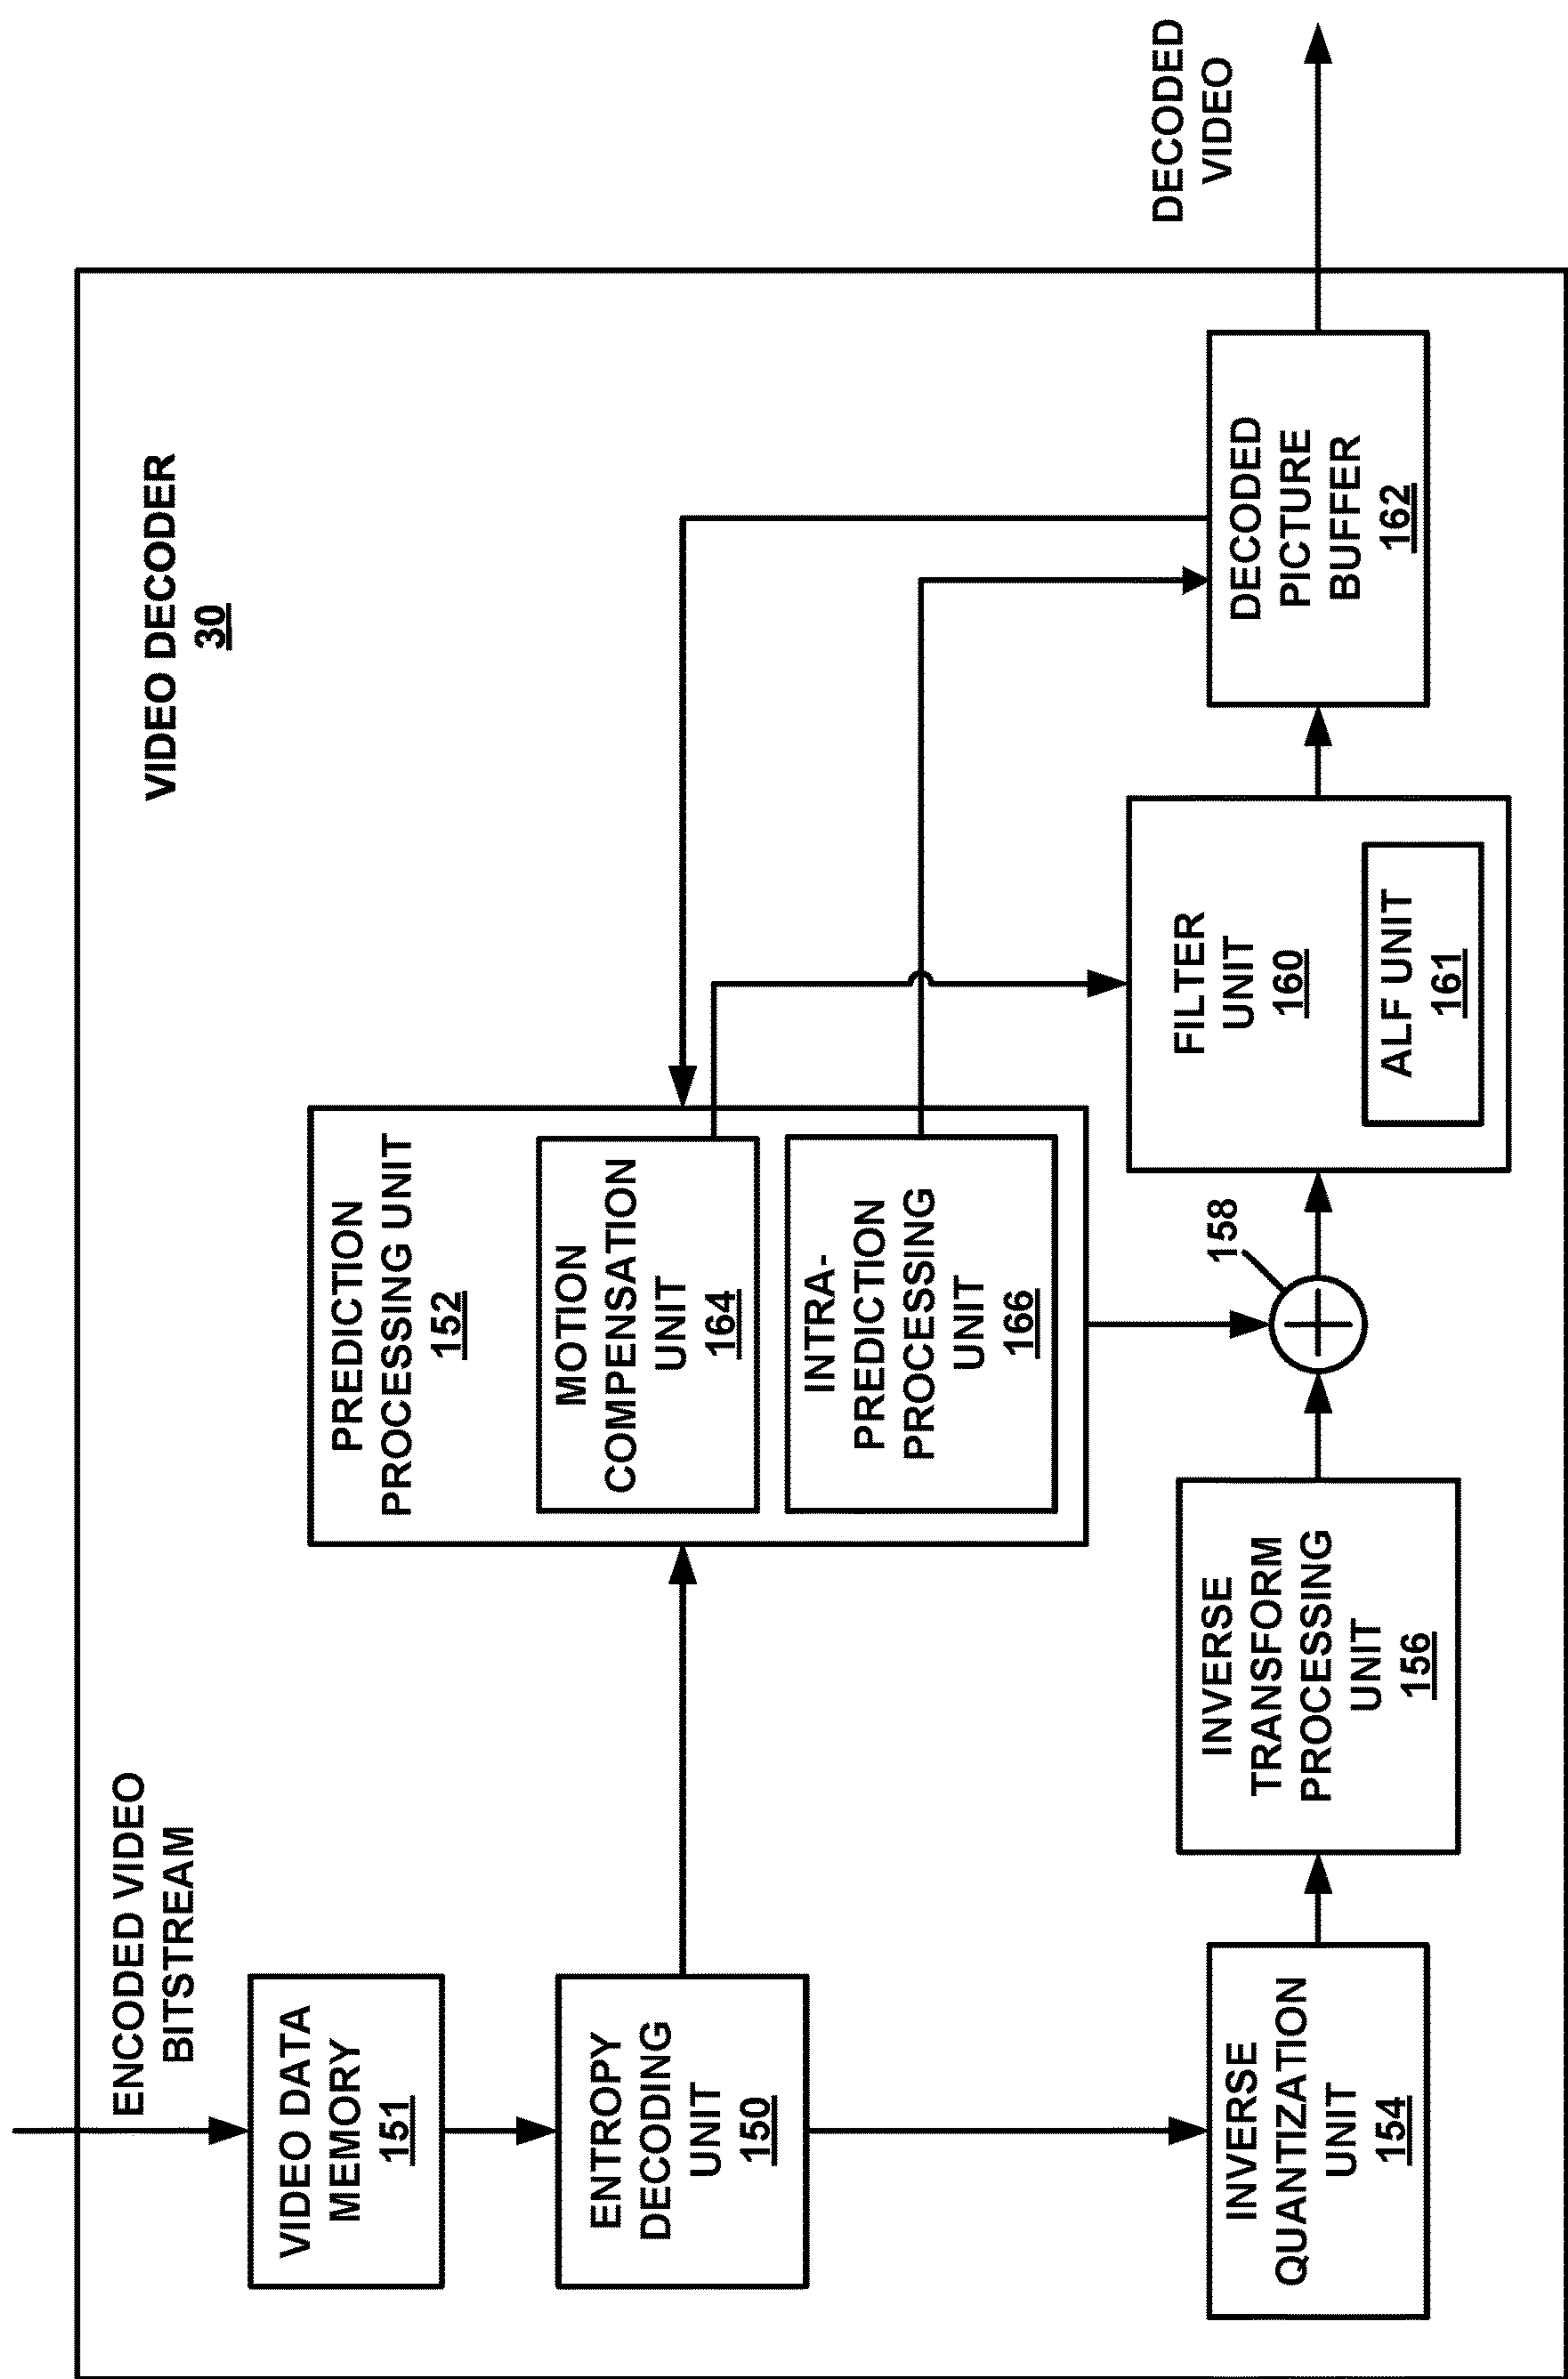 VIDEO DECODER
30
ENCODED VIDEO
BITSTREAM
VIDEO DATA
MEMORY
151
ENTROPY
DECODING
UNIT
150
PREDICTION
PROCESSING UNIT
152
MOTION
COMPENSATION
UNIT
164
INTRA-
PREDICTION
PROCESSING
UNIT
166
INVERSE
QUANTIZATION
UNIT
154
INVERSE
TRANSFORM
PROCESSING
UNIT
156
158
FILTER
UNIT
160
ALF UNIT
161
DECODED
PICTURE
BUFFER
162
DECODED
VIDEO